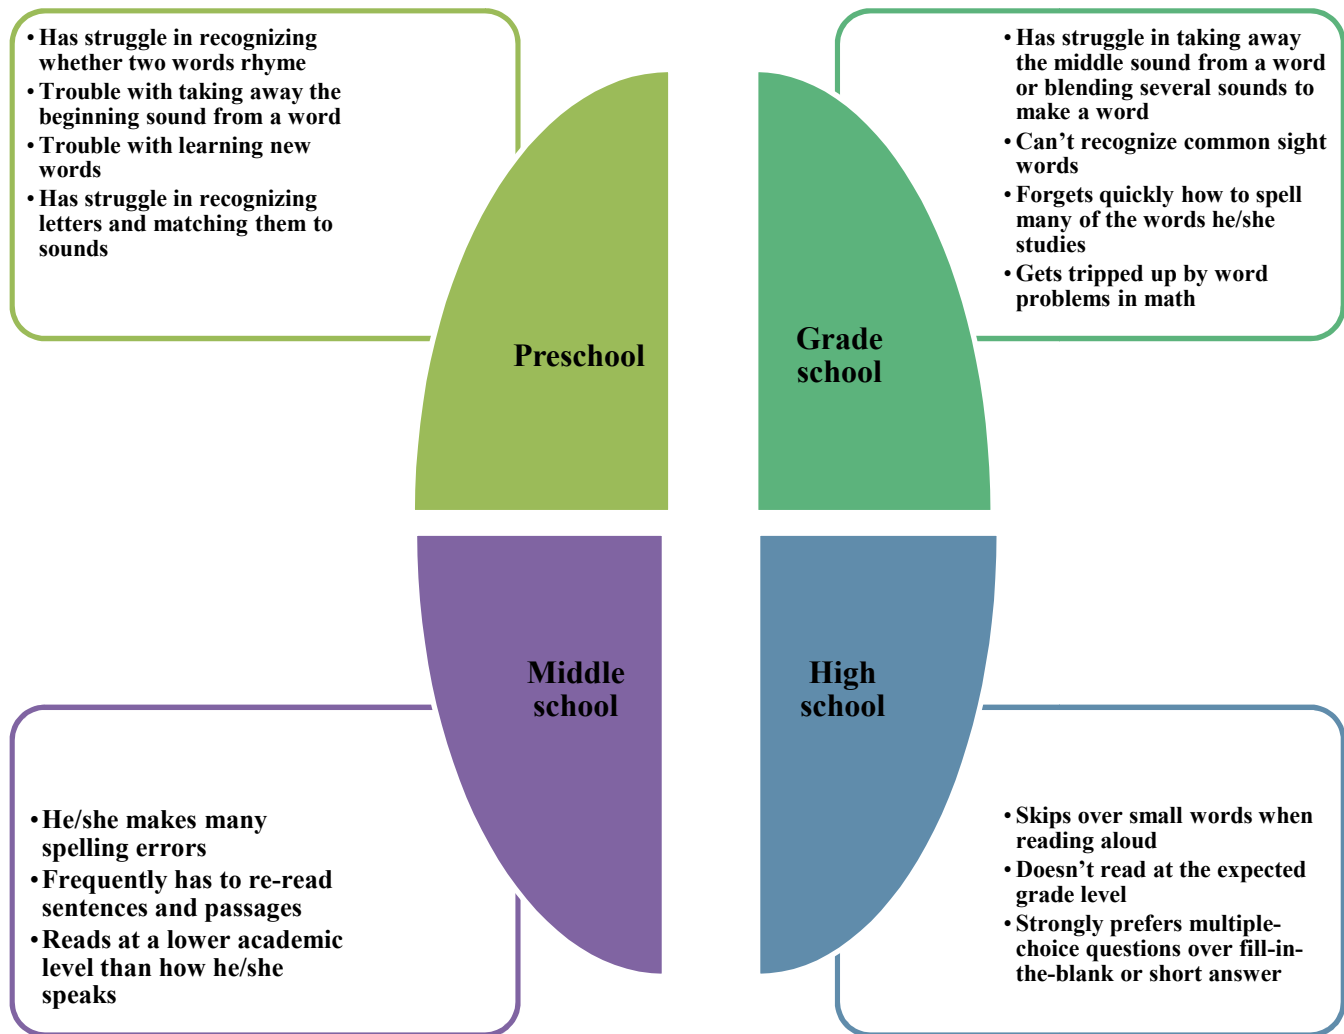 • Has struggle in recognizing
whether two words rhyme
• Trouble with taking away the
beginning sound from a word
• Trouble with learning new
words
• Has struggle in recognizing
letters and matching them to
sounds
Preschool
• Has struggle in taking away
the middle sound from a word
or blending several sounds to
make a word
• Can’t recognize common sight
words
• Forgets quickly how to spell
many of the words he/she
studies
• Gets tripped up by word
problems in math
Grade
school
Middle
school
• He/she makes many
spelling errors
• Frequently has to re-read
sentences and passages
• Reads at a lower academic
level than how he/she
speaks
High
school
• Skips over small words when
reading aloud
• Doesn’t read at the expected
grade level
• Strongly prefers multiple-
choice questions over fill-in-
the-blank or short answer